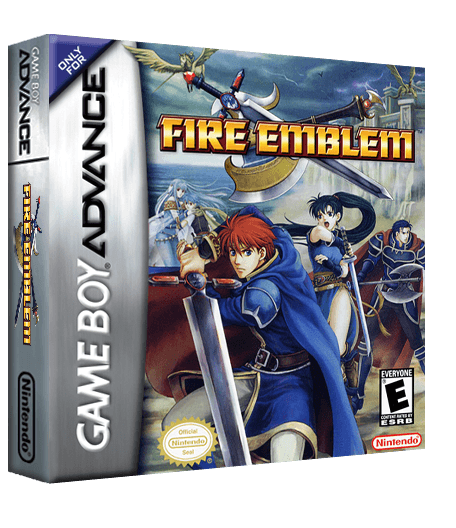 GAME BOY ADVANCE
FIRE EMBLEM
Nintendo
ONLY
FOR
GAME BOY ADVANCE
FIRE EMBLEM
Official
Nintendo
Seal
EVERYONE
E
CONTENT RATED BY
ESRB
Nintendo